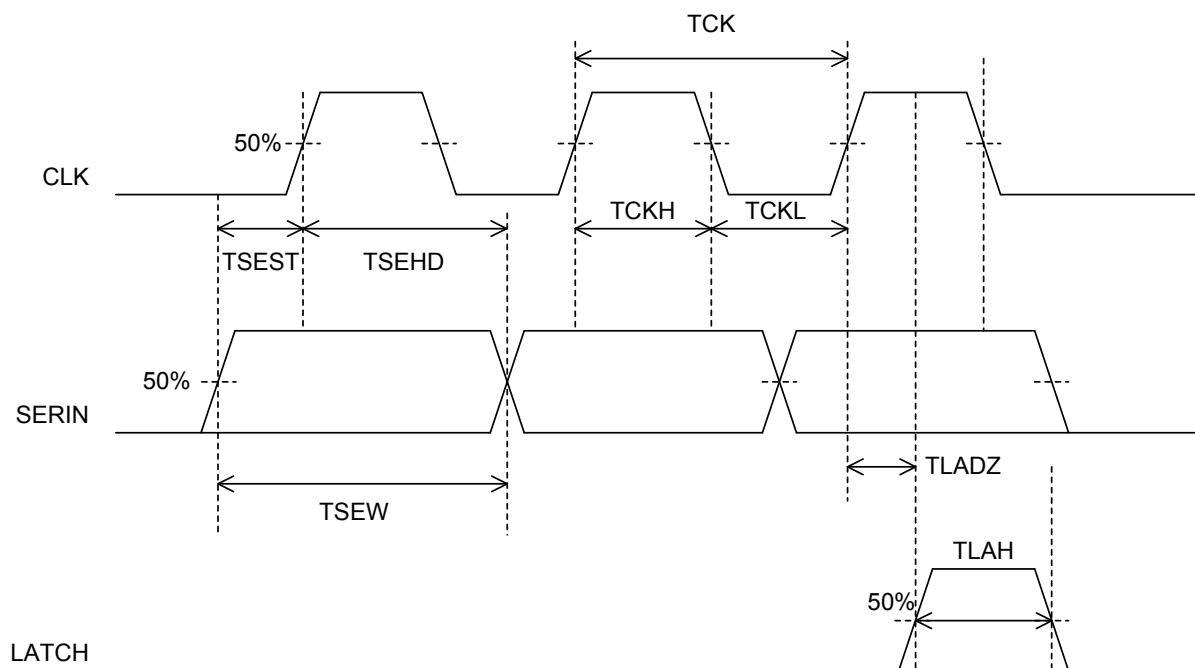 TCK
50%
CLK
TCKH
TCKL
TSEST
TSEHD
50%
SERIN
TLADZ
TSEW
TLAH
50%
LATCH